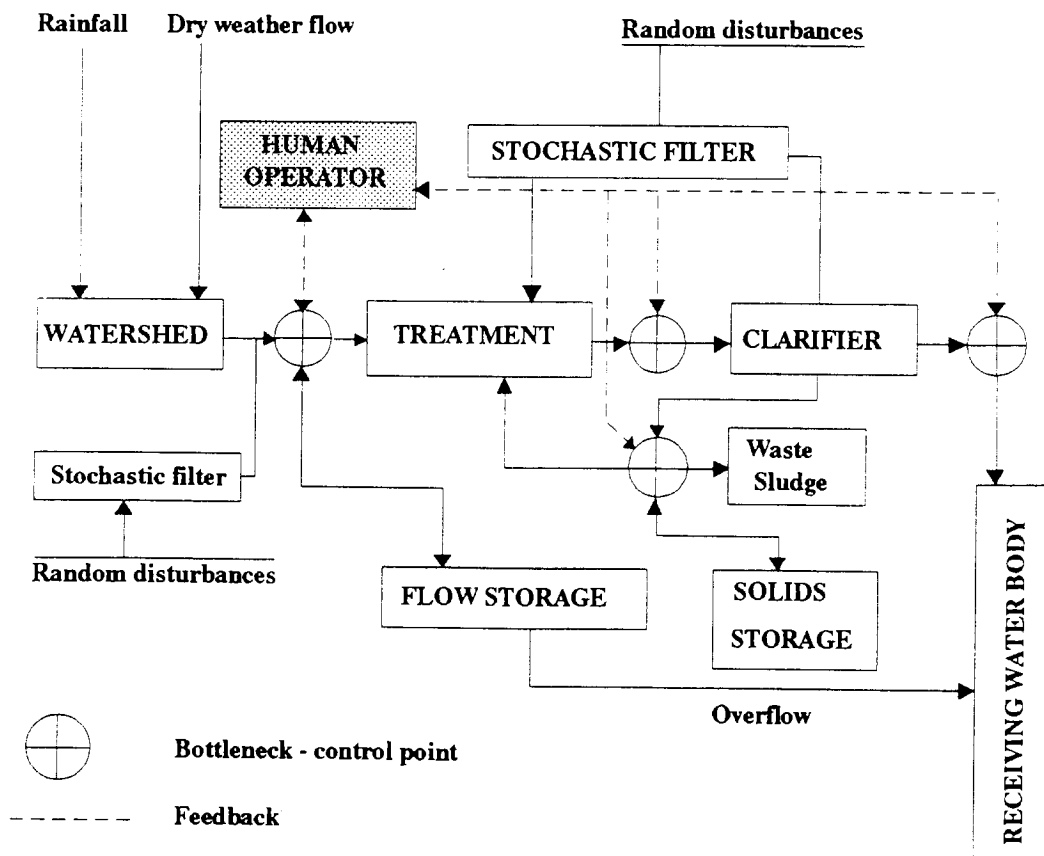 Rainfall
Dry weather flow
Random disturbances
HUMAN
OPERATOR
STOCHASTIC FILTER
WATERSHED
TREATMENT
CLARIFIER
Stochastic filter
Waste
Sludge
Random disturbances
FLOW STORAGE
SOLIDS
STORAGE
Overflow
RECEIVING WATER BODY
Bottleneck - control point
Feedback